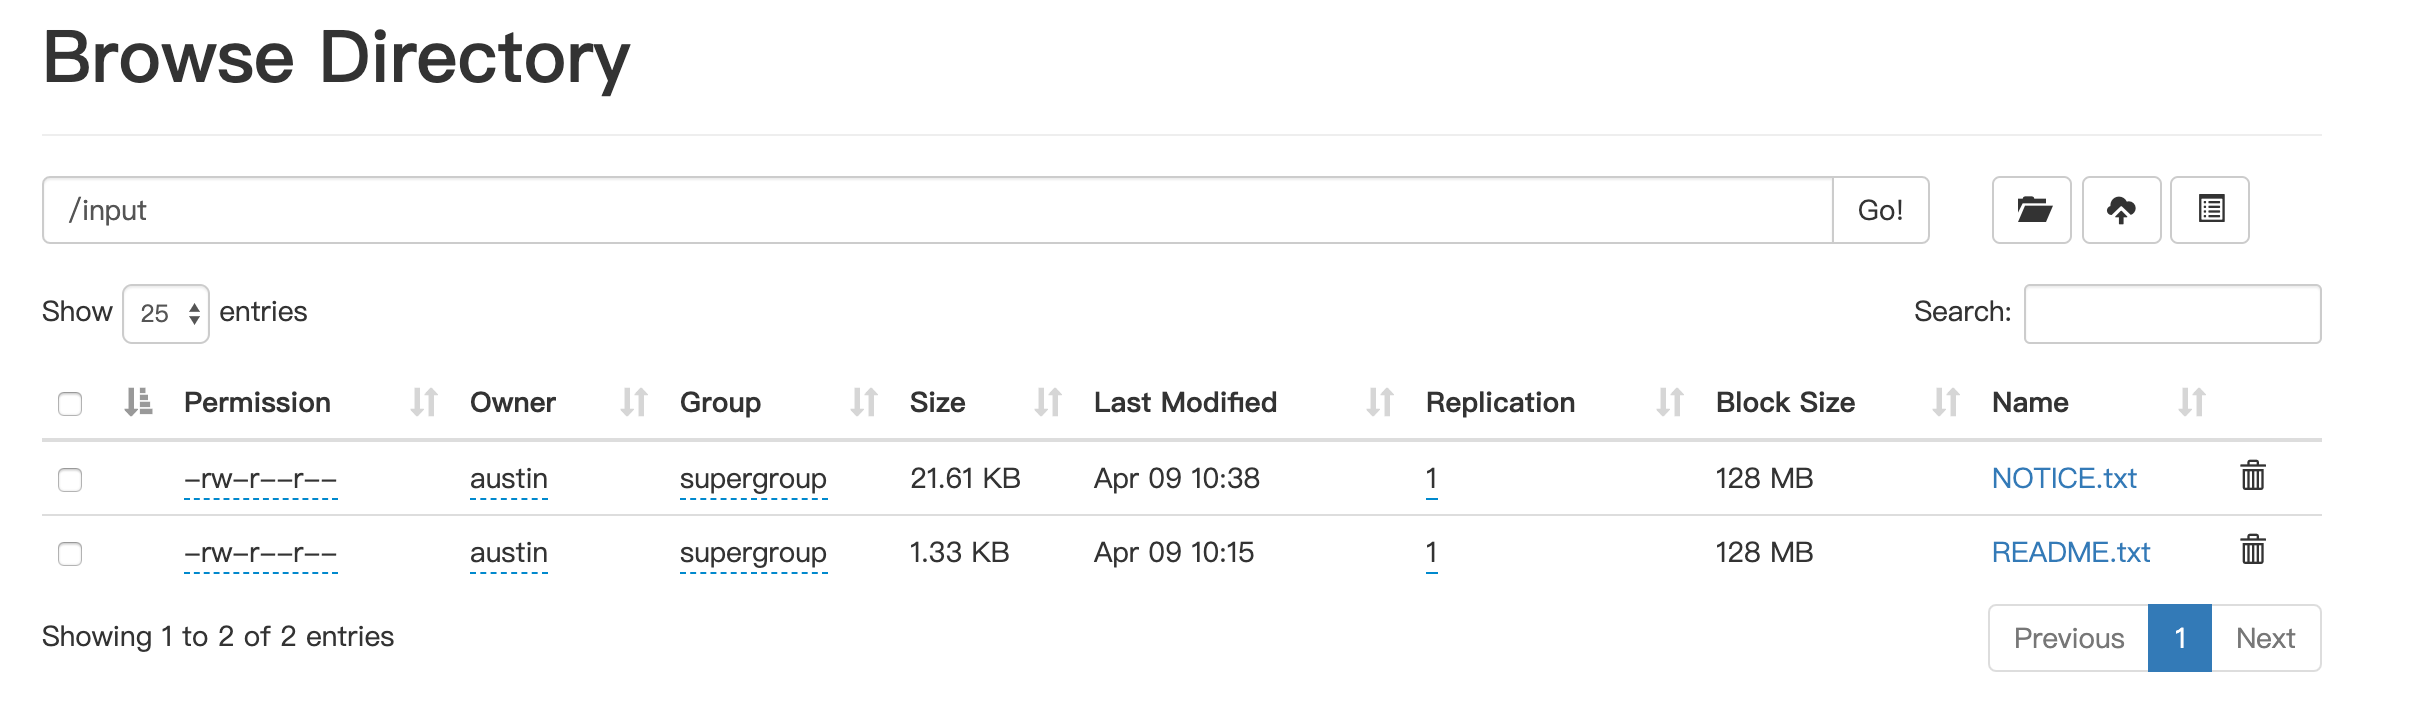 Browse Directory
/input Go!
Show 25 entries Search:
Permission Owner Group Size Last Modified Replication Block Size Name
-rw-r--r-- austin supergroup 21.61 KB Apr 09 10:38 1 128 MB NOTICE.txt
-rw-r--r-- austin supergroup 1.33 KB Apr 09 10:15 1 128 MB README.txt
Showing 1 to 2 of 2 entries Previous 1 Next